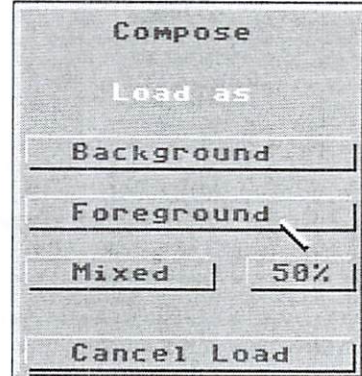 Compose
Load as
Background
Foreground
Mixed 50%
Cancel Load